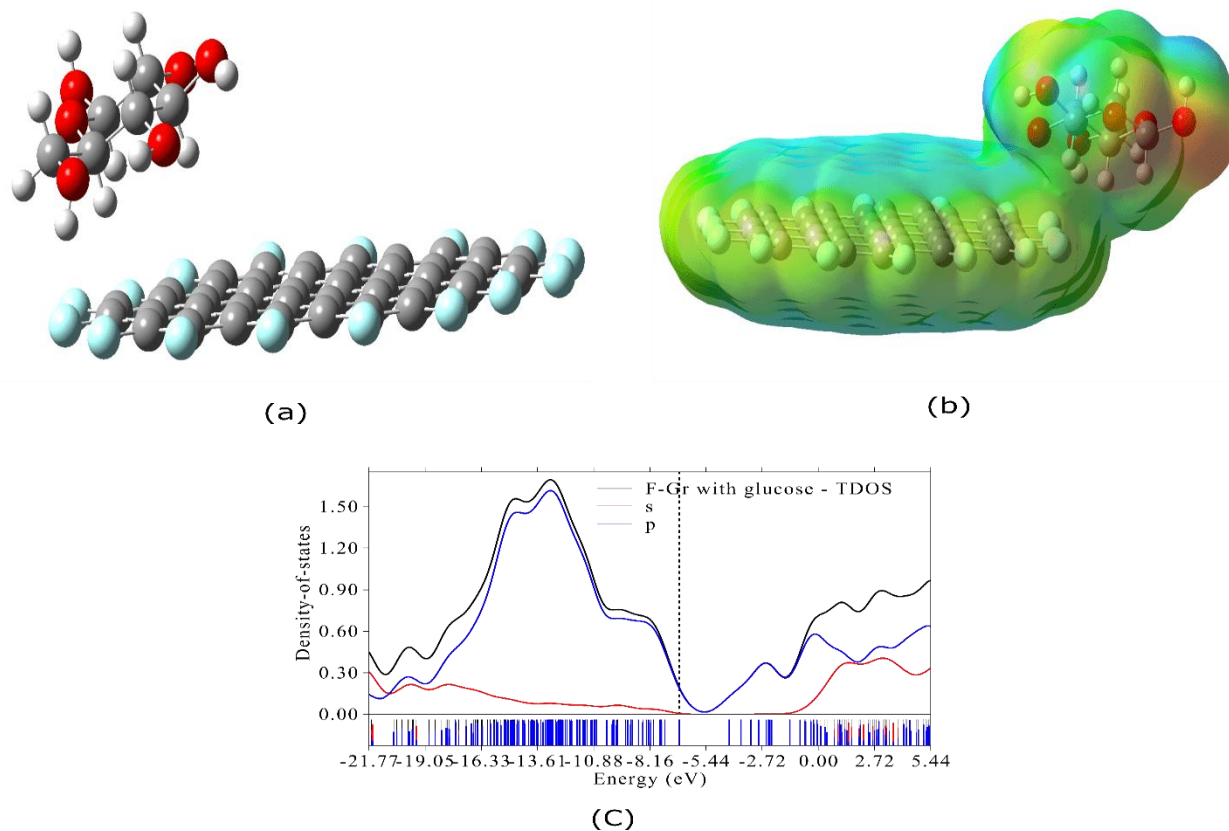 (a)
(b)
F-Gr with glucose - TDOS
s
p
Density-of-states
1.50
1.20
0.90
0.60
0.30
0.00
-21.77 -19.05 -16.33 -13.61 -10.88 -8.16 -5.44 -2.72 0.00 2.72 5.44
Energy (eV)
(C)